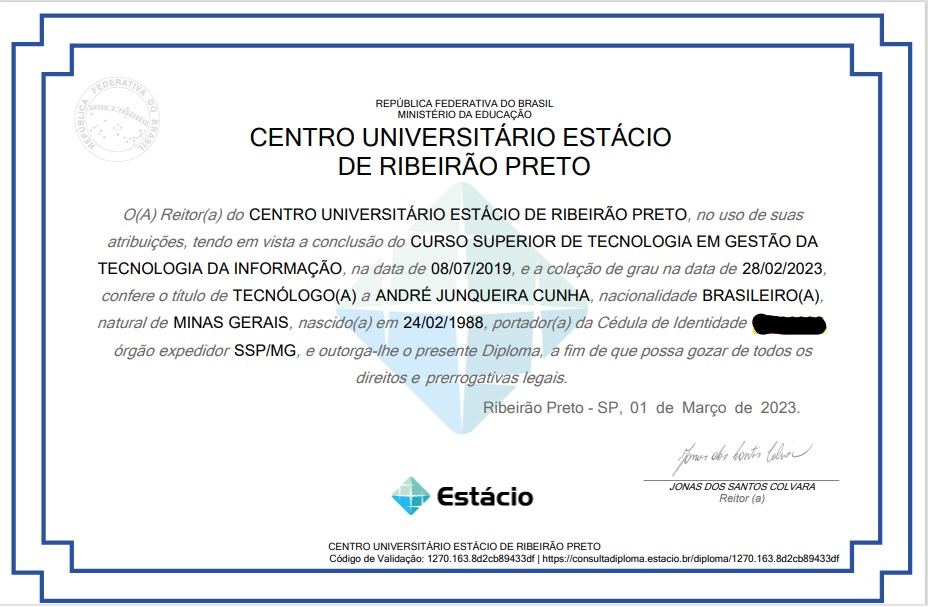 REPÚBLICA FEDERATIVA DO BRASIL
REPÚBLICA FEDERATIVA DO BRASIL
MINISTÉRIO DA EDUCAÇÃO
CENTRO UNIVERSITÁRIO ESTÁCIO
DE RIBEIRÃO PRETO
O(A) Reitor(a) do CENTRO UNIVERSITÁRIO ESTÁCIO DE RIBEIRÃO PRETO, no uso de suas
atribuições, tendo em vista a conclusão do CURSO SUPERIOR DE TECNOLOGIA EM GESTÃO DA
TECNOLOGIA DA INFORMAÇÃO, na data de 08/07/2019, e a colação de grau na data de 28/02/2023,
confere o título de TECNÓLOGO(A) a ANDRÉ JUNQUEIRA CUNHA, nacionalidade BRASILEIRO(A),
natural de MINAS GERAIS, nascido(a) em 24/02/1988, portador(a) da Cédula de Identidade
órgão expedidor SSP/MG, e outorga-lhe o presente Diploma, a fim de que possa gozar de todos os
direitos e prerrogativas legais.
Ribeirão Preto - SP, 01 de Março de 2023.
Jonas dos Santos Colvara
JONAS DOS SANTOS COLVARA
Reitor (a)
Estácio
CENTRO UNIVERSITÁRIO ESTÁCIO DE RIBEIRÃO PRETO
Código de Validação: 1270.163.8d2cb89433df | https://consultadiploma.estacio.br/diploma/1270.163.8d2cb89433df